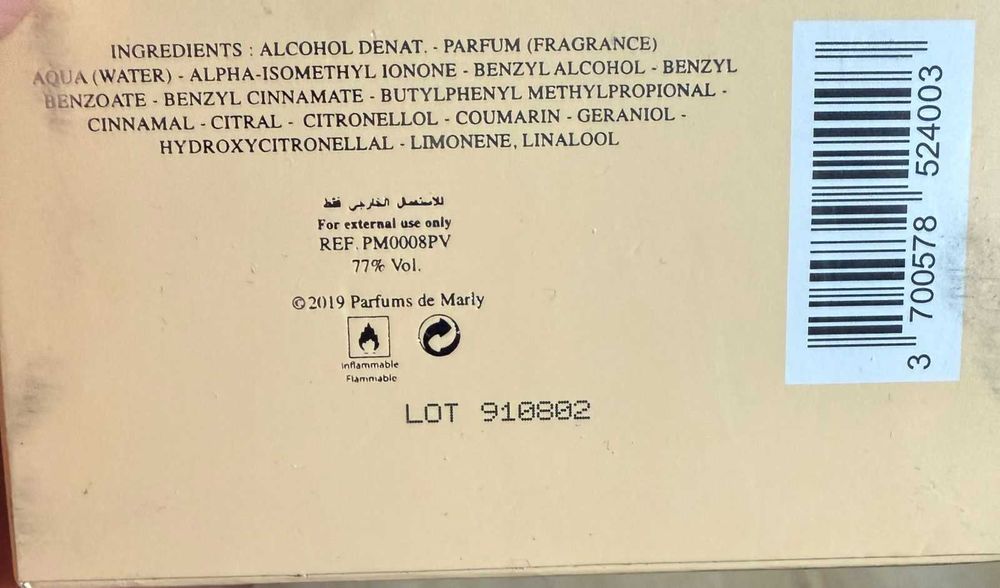 INGREDIENTS : ALCOHOL DENAT. - PARFUM (FRAGRANCE)
AQUA (WATER) - ALPHA-ISOMETHYL IONONE - BENZYL ALCOHOL - BENZYL
BENZOATE - BENZYL CINNAMATE - BUTYLPHENYL METHYLPROPIONAL -
CINNAMAL - CITRAL - CITRONELLOL - COUMARIN - GERANIOL -
HYDROXYCITRONELLAL - LIMONENE, LINALOOL
للاستعمال الخارجي فقط
For external use only
REF. PM0008PV
77% Vol.
©2019 Parfums de Marly
Inflammable
Flammable
LOT 910802
3 700578 524003